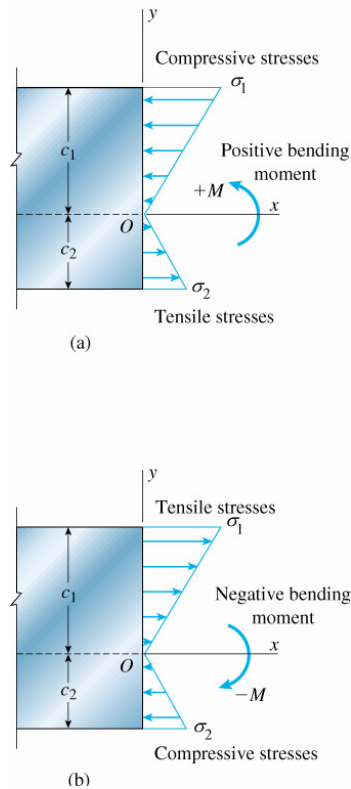 y
Compressive stresses
σ1
c1
Positive bending
moment
+M
x
O
c2
σ2
Tensile stresses
(a)
y
Tensile stresses
σ1
c1
Negative bending
moment
x
O
c2
−M
σ2
Compressive stresses
(b)